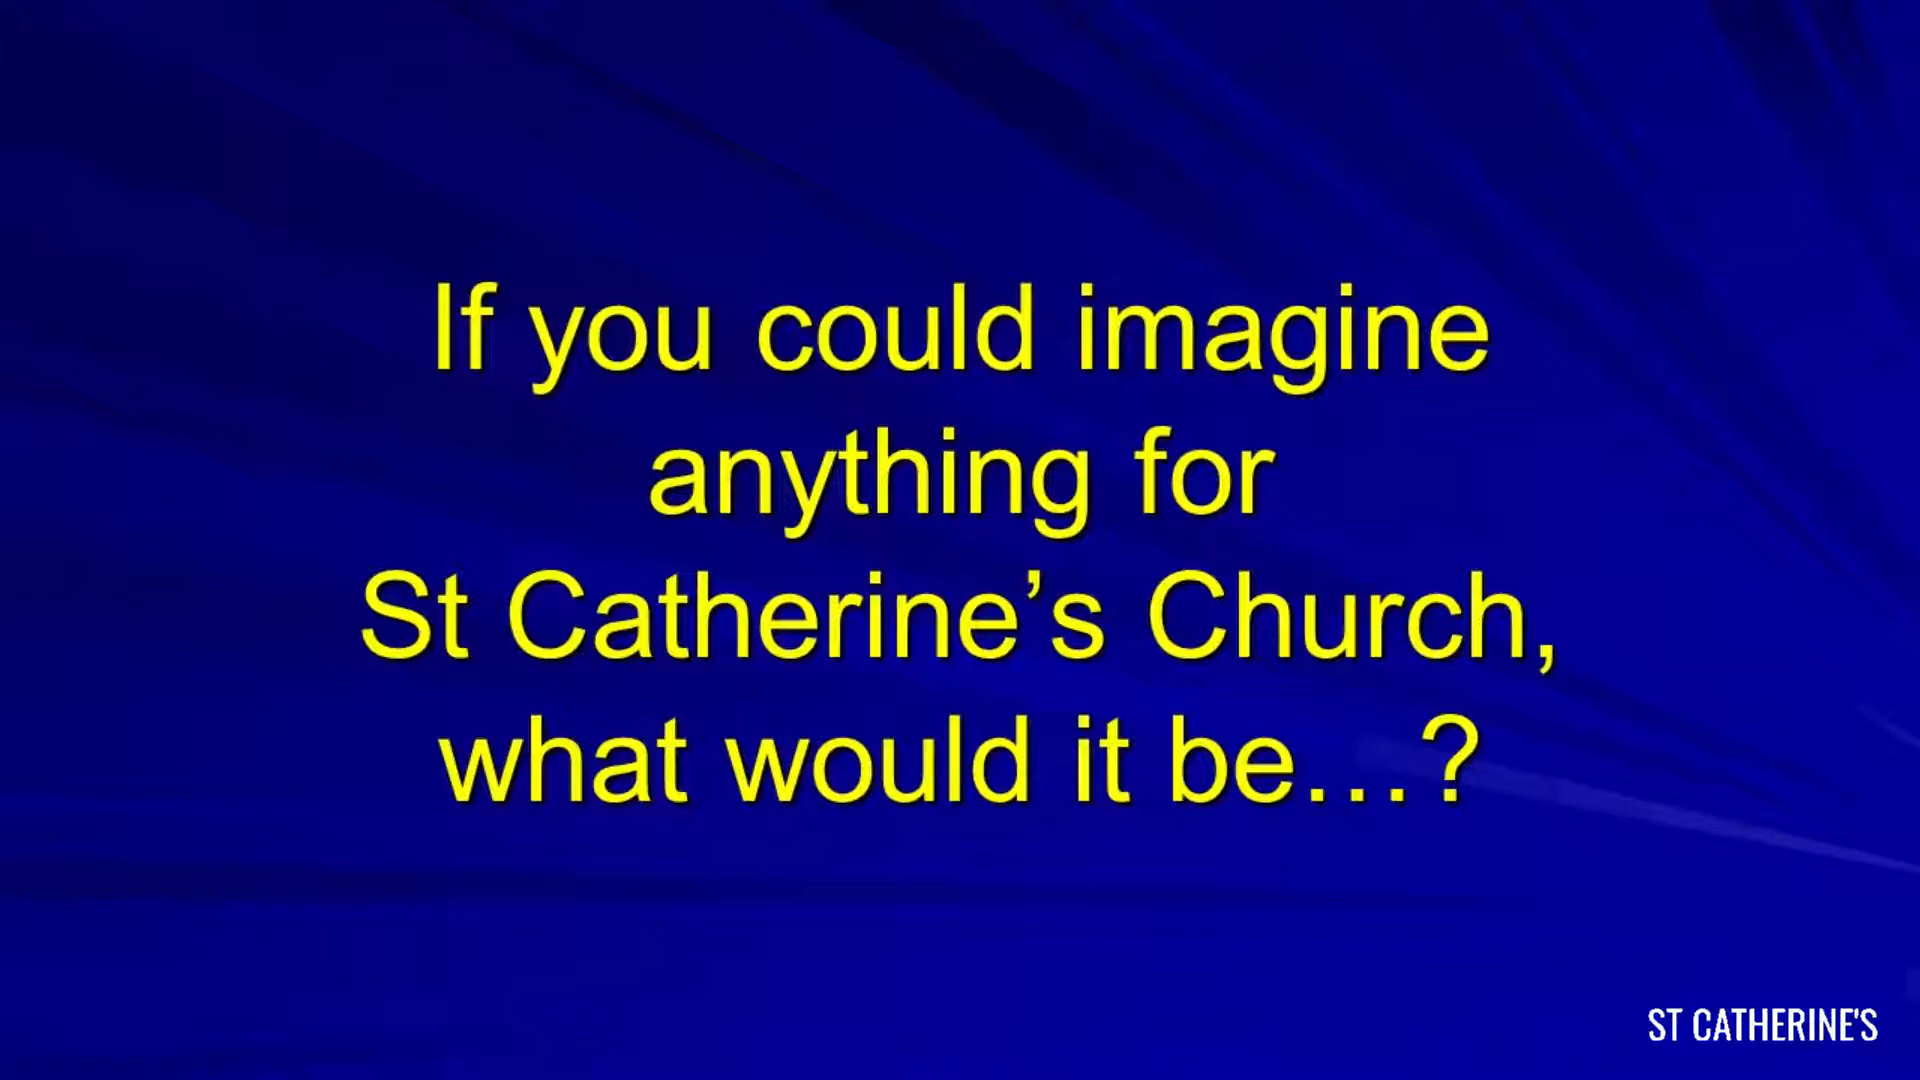 If you could imagine
anything for
St Catherine’s Church,
what would it be…?
ST CATHERINE'S